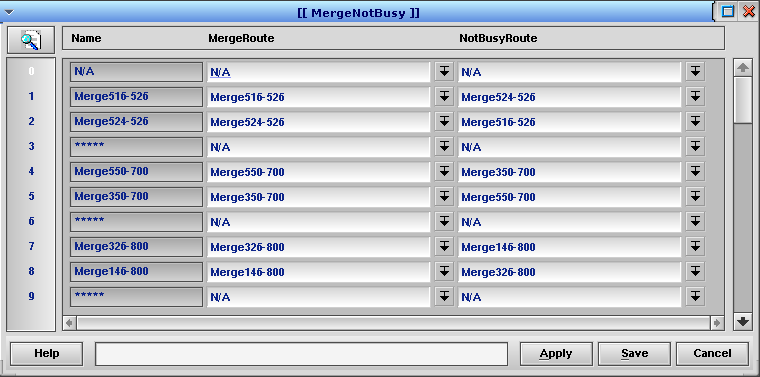 [[ MergeNotBusy ]]
Name MergeRoute NotBusyRoute
0 N/A N/A N/A
1 Merge516-526 Merge516-526 Merge524-526
2 Merge524-526 Merge524-526 Merge516-526
3 ***** N/A N/A
4 Merge550-700 Merge550-700 Merge350-700
5 Merge350-700 Merge350-700 Merge550-700
6 ***** N/A N/A
7 Merge326-800 Merge326-800 Merge146-800
8 Merge146-800 Merge146-800 Merge326-800
9 ***** N/A N/A
Help Apply Save Cancel